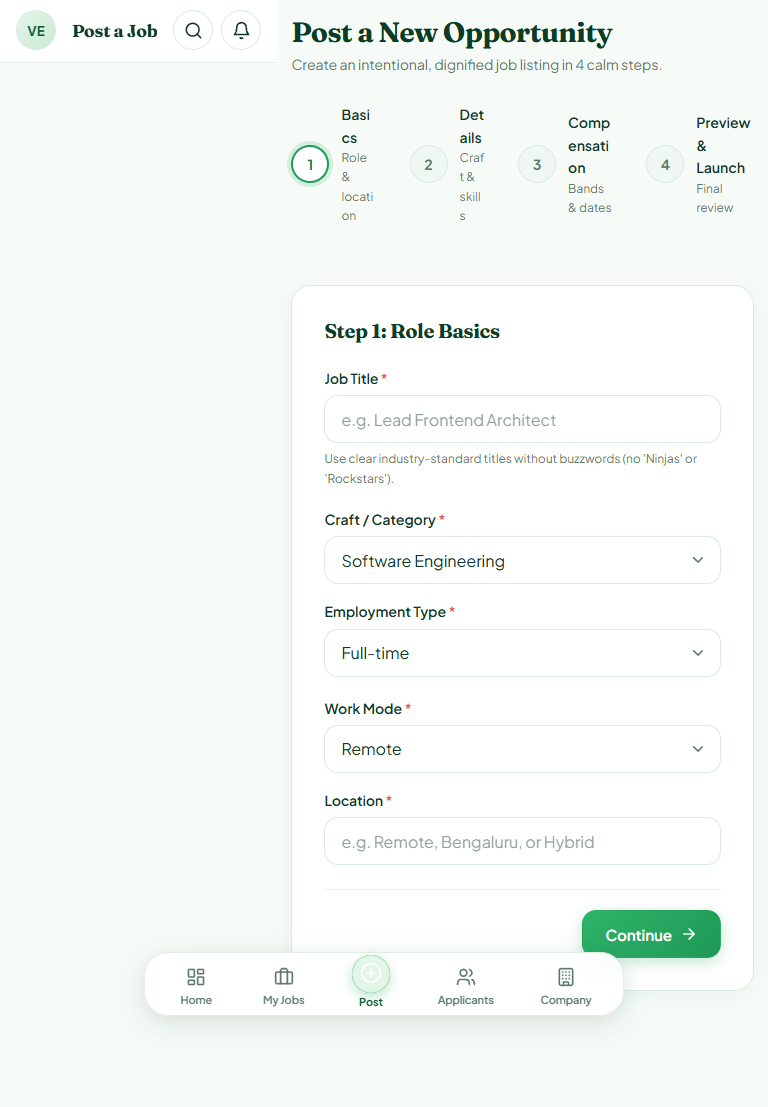 VE
Post a Job
Post a New Opportunity
Create an intentional, dignified job listing in 4 calm steps.
1
Basi
cs
Role
&
locati
on
2
Det
ails
Craf
t &
skill
s
3
Comp
ensati
on
Bands
& dates
4
Preview
&
Launch
Final
review
Step 1: Role Basics
Job Title *
e.g. Lead Frontend Architect
Use clear industry-standard titles without buzzwords (no 'Ninjas' or
'Rockstars').
Craft / Category *
Software Engineering
Employment Type *
Full-time
Work Mode *
Remote
Location *
e.g. Remote, Bengaluru, or Hybrid
Continue
Home
My Jobs
Post
Applicants
Company